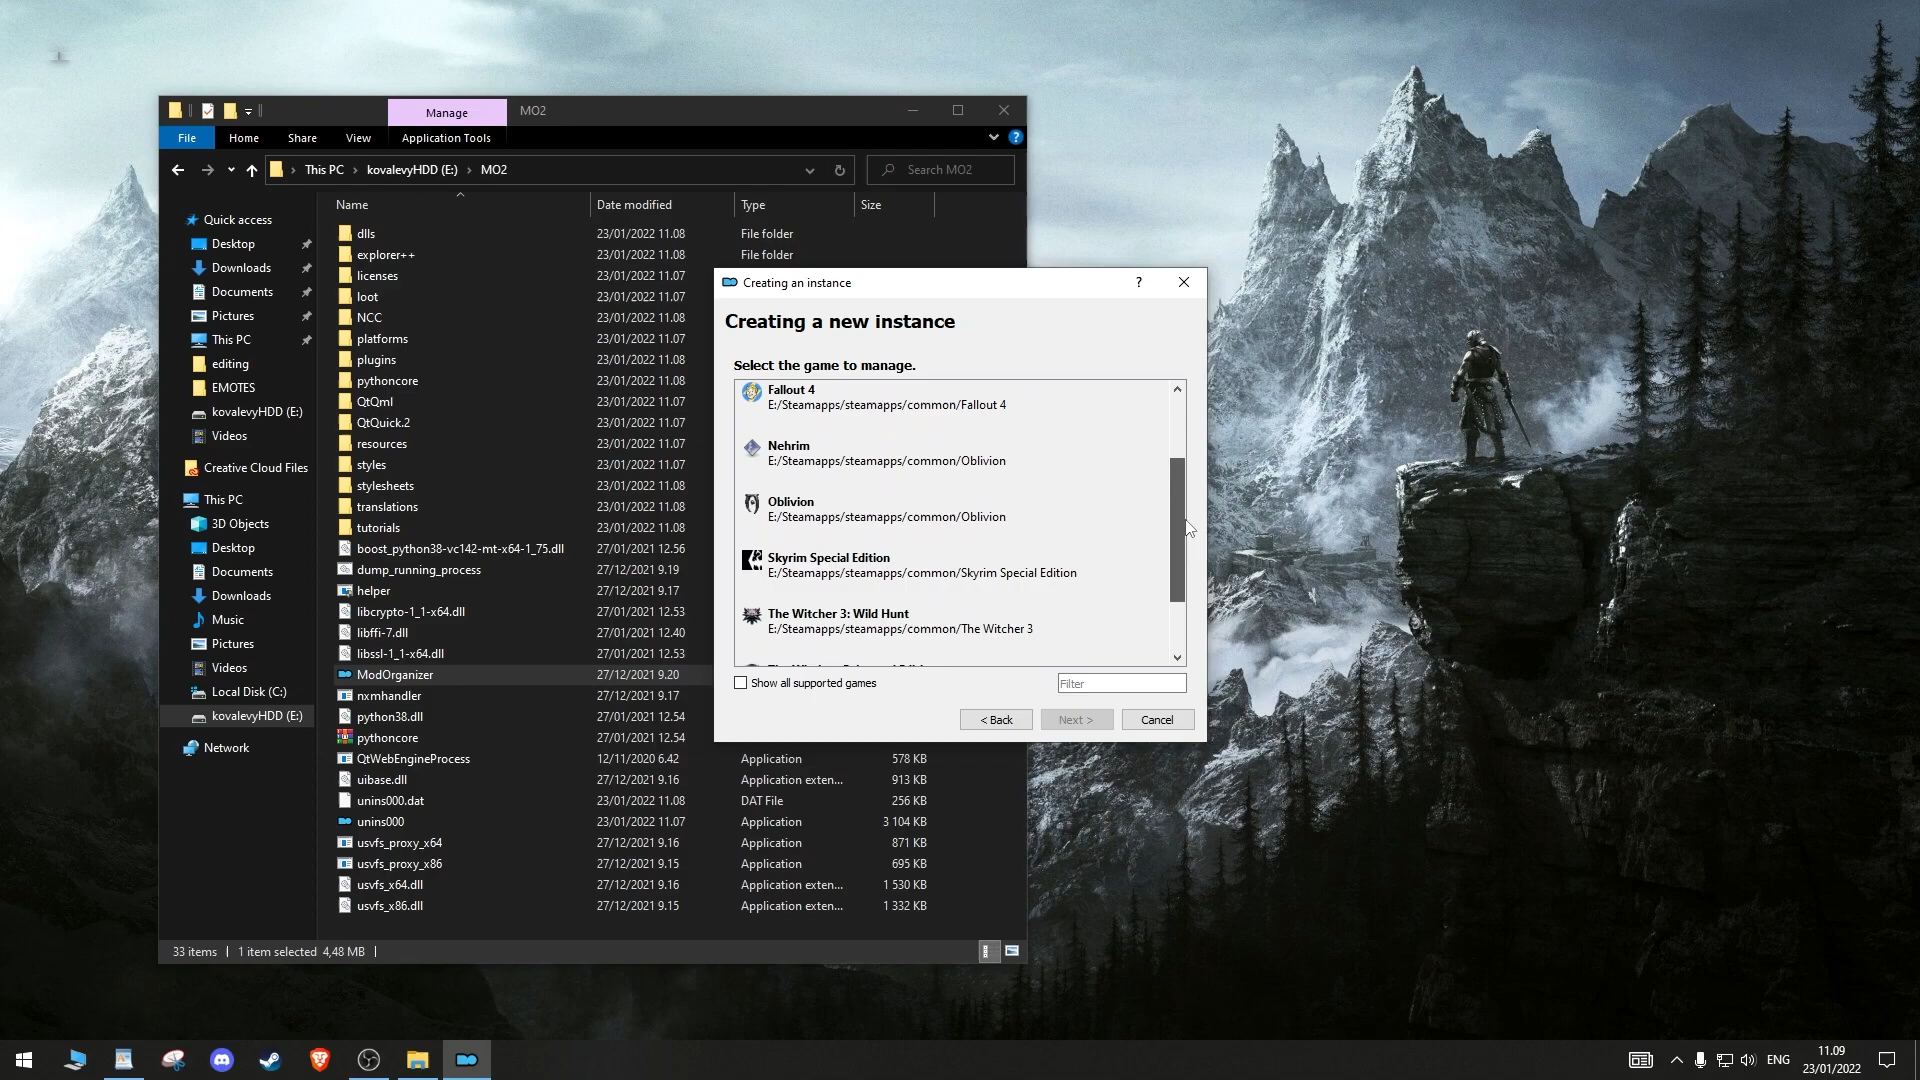 Manage
MO2
File
Home
Share
View
Application Tools
This PC
kovalevyHDD (E:)
MO2
Search MO2
Name
Date modified
Type
Size
Quick access
Desktop
Downloads
Documents
Pictures
This PC
editing
EMOTES
kovalevyHDD (E:)
Videos
Creative Cloud Files
This PC
3D Objects
Desktop
Documents
Downloads
Music
Pictures
Videos
Local Disk (C:)
kovalevyHDD (E:)
Network
dlls 23/01/2022 11.08 File folder
explorer++ 23/01/2022 11.08 File folder
licenses 23/01/2022 11.07
loot 23/01/2022 11.07
NCC 23/01/2022 11.08
platforms 23/01/2022 11.07
plugins 23/01/2022 11.08
pythoncore 23/01/2022 11.08
QtQml 23/01/2022 11.07
QtQuick.2 23/01/2022 11.07
resources 23/01/2022 11.07
styles 23/01/2022 11.07
stylesheets 23/01/2022 11.08
translations 23/01/2022 11.08
tutorials 23/01/2022 11.08
boost_python38-vc142-mt-x64-1_75.dll 27/01/2021 12.56
dump_running_process 27/12/2021 9.19
helper 27/12/2021 9.17
libcrypto-1_1-x64.dll 27/01/2021 12.53
libffi-7.dll 27/01/2021 12.40
libssl-1_1-x64.dll 27/01/2021 12.53
ModOrganizer 27/12/2021 9.20
nxmhandler 27/12/2021 9.17
python38.dll 27/01/2021 12.54
pythoncore 27/01/2021 12.54
QtWebEngineProcess 12/11/2020 6.42 Application 578 KB
uibase.dll 27/12/2021 9.16 Application exten... 913 KB
unins000.dat 23/01/2022 11.08 DAT File 256 KB
unins000 23/01/2022 11.07 Application 3 104 KB
usvfs_proxy_x64 27/12/2021 9.16 Application 871 KB
usvfs_proxy_x86 27/12/2021 9.15 Application 695 KB
usvfs_x64.dll 27/12/2021 9.16 Application exten... 1 530 KB
usvfs_x86.dll 27/12/2021 9.15 Application exten... 1 332 KB
33 items
1 item selected 4,48 MB
Creating an instance
?
Creating a new instance
Select the game to manage.
Fallout 4
E:/Steamapps/steamapps/common/Fallout 4
Nehrim
E:/Steamapps/steamapps/common/Oblivion
Oblivion
E:/Steamapps/steamapps/common/Oblivion
Skyrim Special Edition
E:/Steamapps/steamapps/common/Skyrim Special Edition
The Witcher 3: Wild Hunt
E:/Steamapps/steamapps/common/The Witcher 3
Show all supported games
Filter
< Back
Next >
Cancel
ENG
11.09
23/01/2022